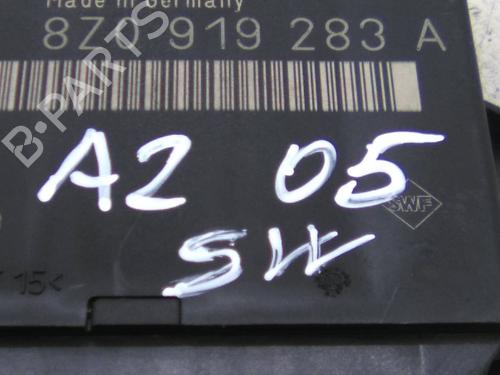 Made in Germany
8Z0 919 283 A
B·PARTS
A2 05
SWF
SW
15<